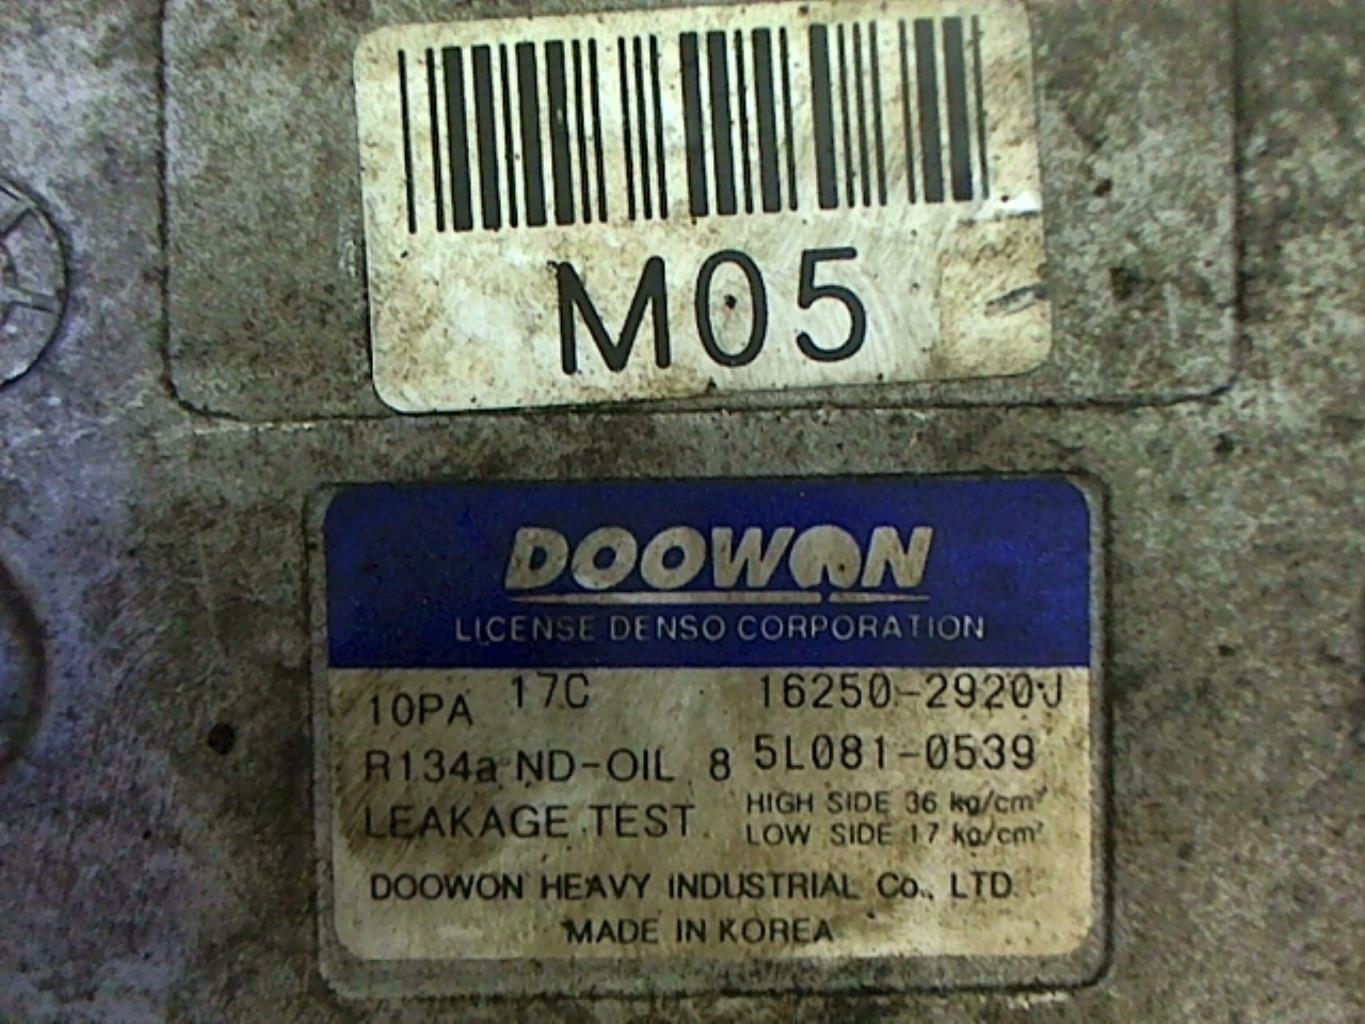 M05
DOOWON
LICENSE DENSO CORPORATION
10PA 17C 16250-2920J
R134a ND-OIL 8 5L081-0539
LEAKAGE TEST. HIGH SIDE 36 kg/cm²
LOW SIDE 17 kg/cm²
DOOWON HEAVY INDUSTRIAL Co., LTD.
MADE IN KOREA